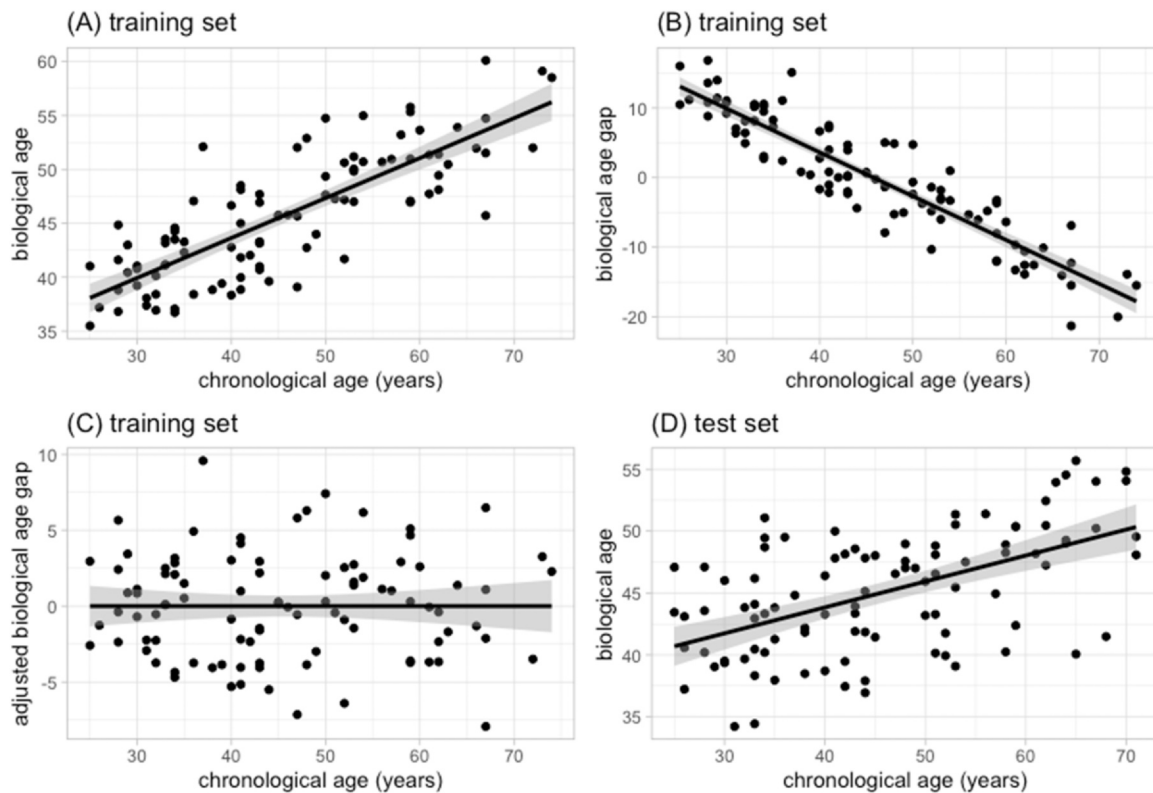 (A) training set
biological age
60
55
50
45
40
35
30 40 50 60 70
chronological age (years)
(B) training set
biological age gap
10
0
-10
-20
30 40 50 60 70
chronological age (years)
(C) training set
adjusted biological age gap
10
5
0
-5
30 40 50 60 70
chronological age (years)
(D) test set
biological age
55
50
45
40
35
30 40 50 60 70
chronological age (years)